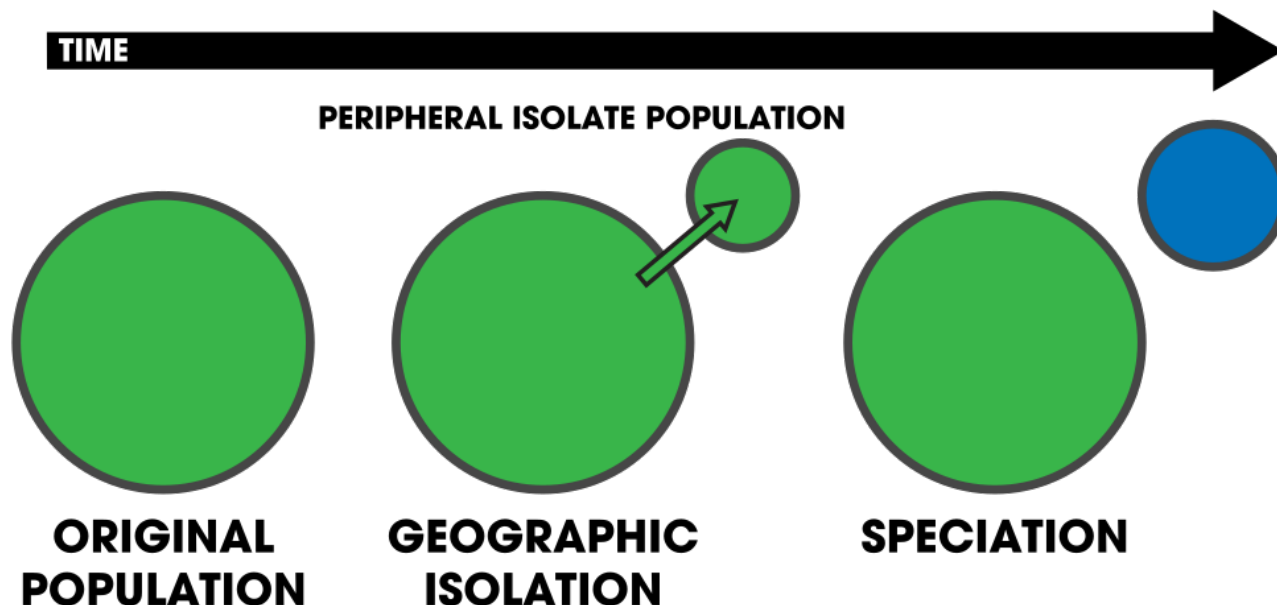 TIME
PERIPHERAL ISOLATE POPULATION
ORIGINAL
POPULATION
GEOGRAPHIC
ISOLATION
SPECIATION